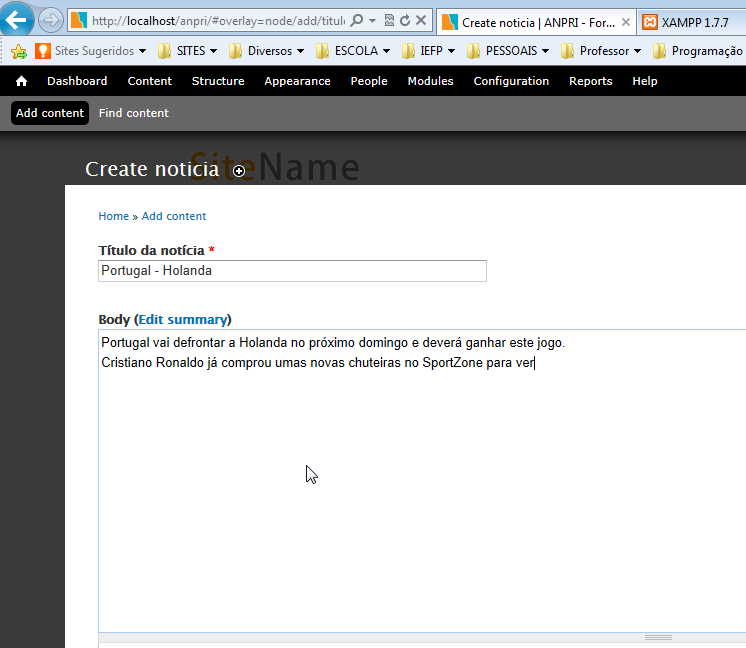 http://localhost/anpri/#overlay=node/add/titulo
Create noticia | ANPRI - For...
XAMPP 1.7.7
Sites Sugeridos
SITES
Diversos
ESCOLA
IEFP
PESSOAIS
Professor
Programação
Dashboard
Content
Structure
Appearance
People
Modules
Configuration
Reports
Help
Add content
Find content
SiteName
Create noticia
Home » Add content
Título da notícia *
Portugal - Holanda
Body (Edit summary)
Portugal vai defrontar a Holanda no próximo domingo e deverá ganhar este jogo.
Cristiano Ronaldo já comprou umas novas chuteiras no SportZone para ver